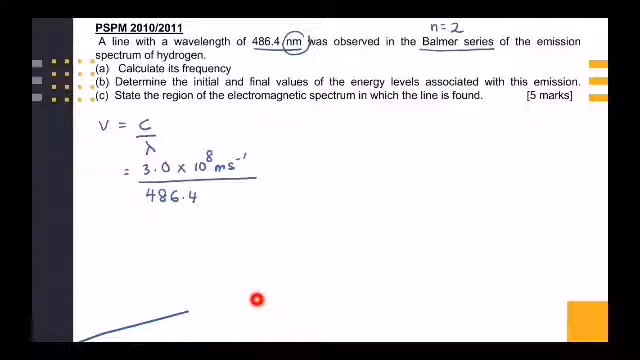 PSPM 2010/2011
n=2
A line with a wavelength of 486.4 nm was observed in the Balmer series of the emission
spectrum of hydrogen.
(a) Calculate its frequency
(b) Determine the initial and final values of the energy levels associated with this emission.
(c) State the region of the electromagnetic spectrum in which the line is found. [5 marks]
ν = c
λ
= 3.0 × 10⁸ ms⁻¹
486.4